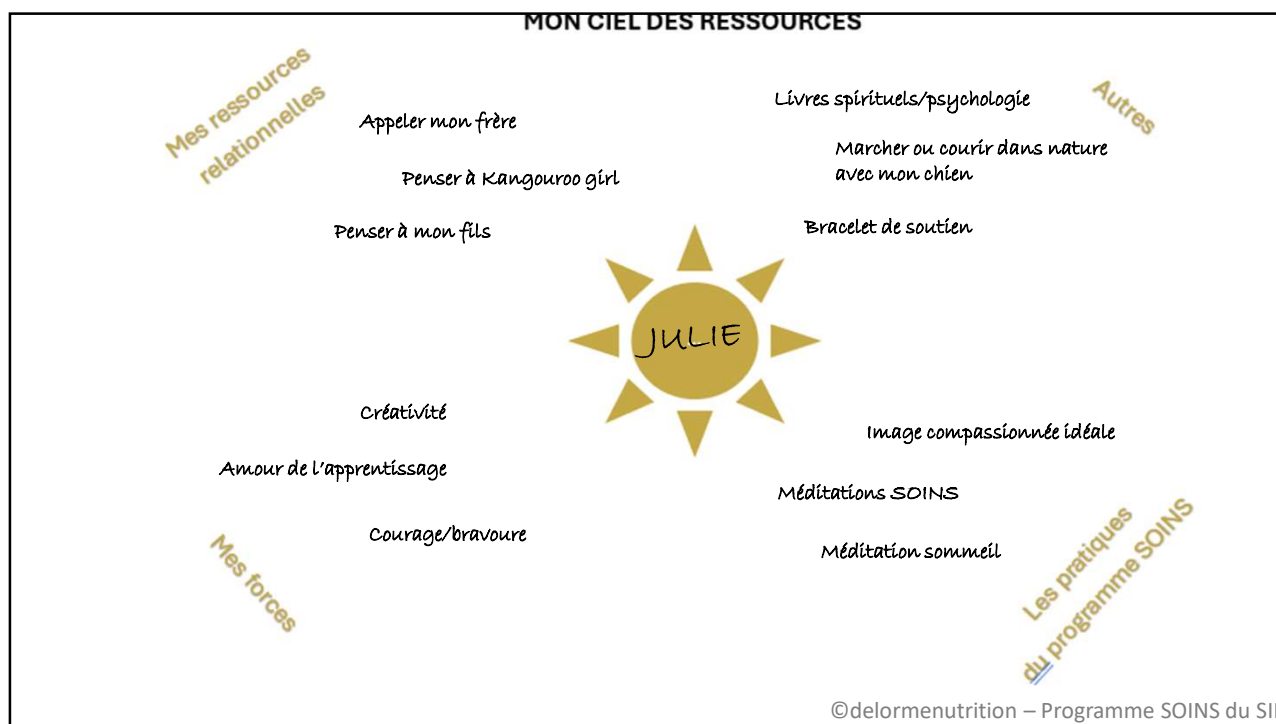 MON CIEL DES RESSOURCES
Mes ressources
relationnelles
Appeler mon frère
Penser à Kangouroo girl
Penser à mon fils
Livres spirituels/psychologie
Autres
Marcher ou courir dans nature
avec mon chien
Bracelet de soutien
JULIE
Créativité
Amour de l'apprentissage
Courage/bravoure
Mes forces
Image compassionnée idéale
Méditations SOINS
Méditation sommeil
Les pratiques
du programme SOINS
©delormenutrition – Programme SOINS du